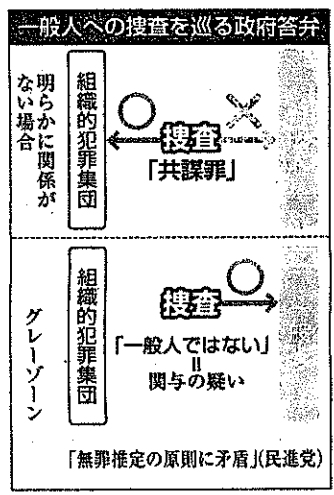 一般人への捜査を巡る政府答弁
明らかに関係が
ない場合
組織的犯罪集団
○
×
捜査
「共謀罪」
グレーゾーン
組織的犯罪集団
○
捜査
「一般人ではない」
=
関与の疑い
「無罪推定の原則に矛盾」(民進党)